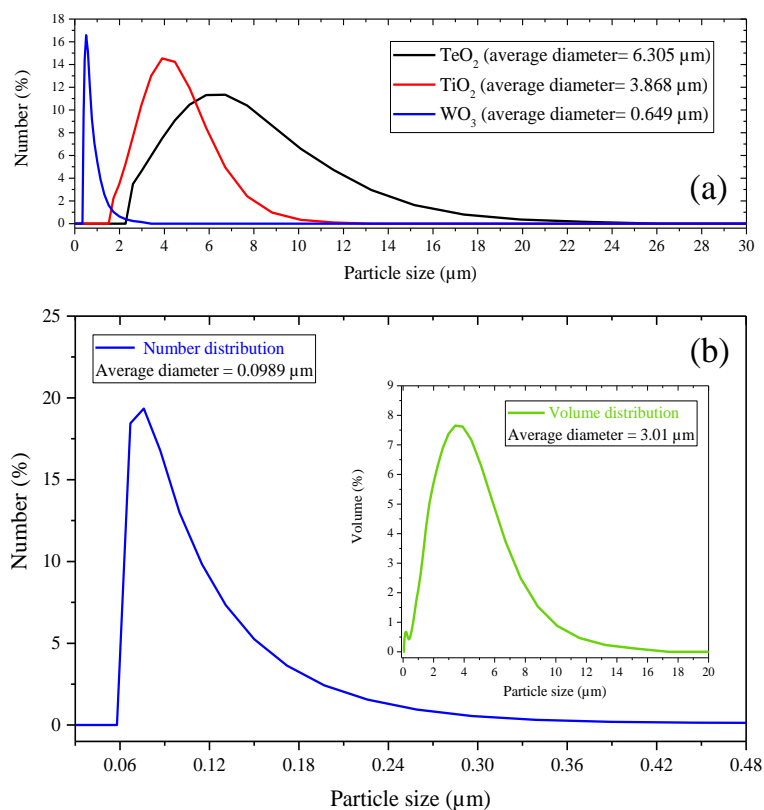 18
16
14
12
10
8
6
4
2
0
Number (%)
TeO2 (average diameter= 6.305 µm)
TiO2 (average diameter= 3.868 µm)
WO3 (average diameter= 0.649 µm)
(a)
0 2 4 6 8 10 12 14 16 18 20 22 24 26 28 30
Particle size (µm)
25
20
15
10
5
0
Number (%)
Number distribution
Average diameter = 0.0989 µm
(b)
9
8
7
6
5
4
3
2
1
0
Volume (%)
Volume distribution
Average diameter = 3.01 µm
0 2 4 6 8 10 12 14 16 18 20
Particle size (µm)
0.06 0.12 0.18 0.24 0.30 0.36 0.42 0.48
Particle size (µm)